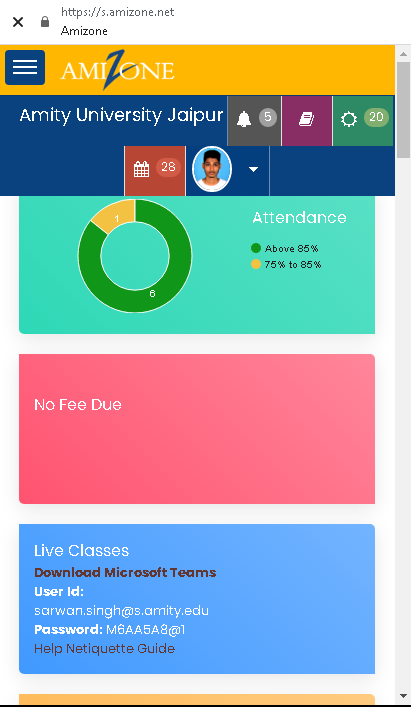 https://s.amizone.net
Amizone
AMIZONE
Amity University Jaipur
5
20
28
1
6
Attendance
Above 85%
75% to 85%
No Fee Due
Live Classes
Download Microsoft Teams
User Id:
sarwan.singh@s.amity.edu
Password: M6AA5A8@1
Help Netiquette Guide